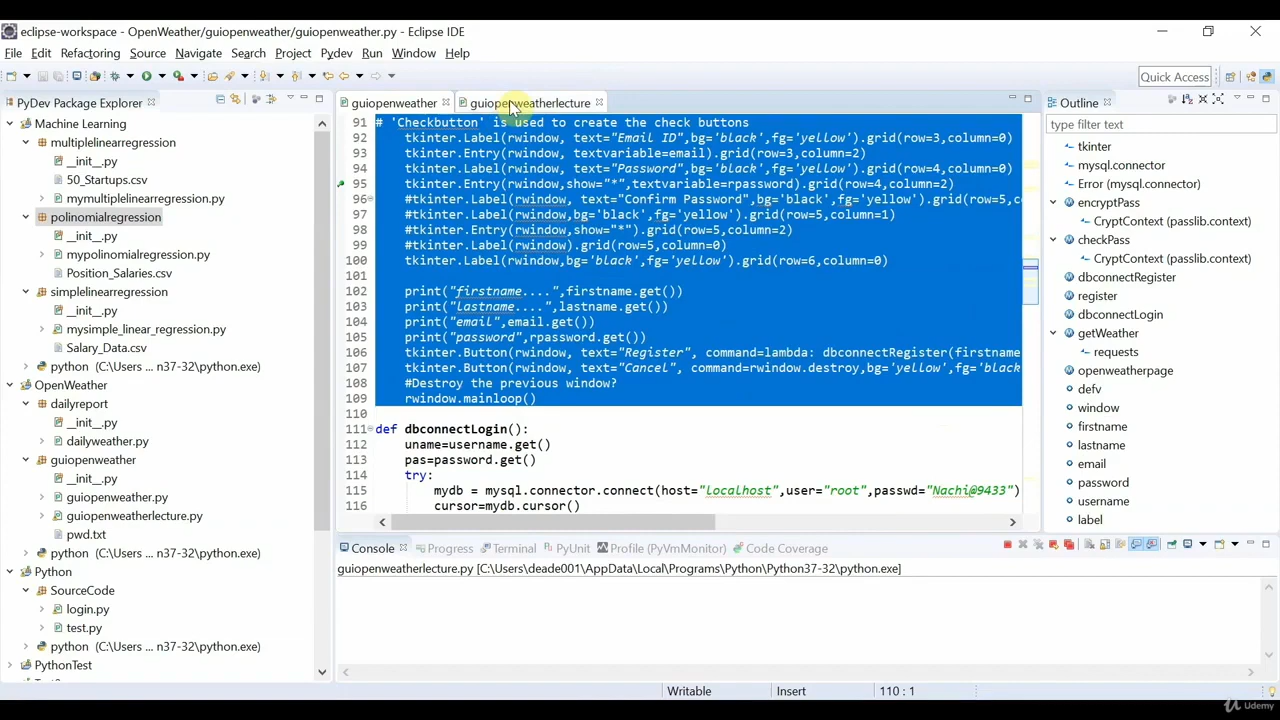 eclipse-workspace - OpenWeather/guiopenweather/guiopenweather.py - Eclipse IDE
File Edit Refactoring Source Navigate Search Project Pydev Run Window Help
Quick Access
PyDev Package Explorer
Machine Learning
multiplelinearregression
__init__.py
50_Startups.csv
mymultiplelinearregression.py
polinomialregression
__init__.py
mypolinomialregression.py
Position_Salaries.csv
simplelinearregression
__init__.py
mysimple_linear_regression.py
Salary_Data.csv
python (C:\Users ... n37-32\python.exe)
OpenWeather
dailyreport
__init__.py
dailyweather.py
guiopenweather
__init__.py
guiopenweather.py
guiopenweatherlecture.py
pwd.txt
python (C:\Users ... n37-32\python.exe)
Python
SourceCode
login.py
test.py
python (C:\Users ... n37-32\python.exe)
PythonTest
guiopenweather guiopenweatherlecture
91 # 'Checkbutton' is used to create the check buttons
92 tkinter.Label(rwindow, text="Email ID",bg='black',fg='yellow').grid(row=3,column=0)
93 tkinter.Entry(rwindow, textvariable=email).grid(row=3,column=2)
94 tkinter.Label(rwindow, text="Password",bg='black',fg='yellow').grid(row=4,column=0)
95 tkinter.Entry(rwindow,show="*",textvariable=rpassword).grid(row=4,column=2)
96 #tkinter.Label(rwindow, text="Confirm Password",bg='black',fg='yellow').grid(row=5,c
97 #tkinter.Label(rwindow,bg='black',fg='yellow').grid(row=5,column=1)
98 #tkinter.Entry(rwindow,show="*").grid(row=5,column=2)
99 #tkinter.Label(rwindow).grid(row=5,column=0)
100 tkinter.Label(rwindow,bg='black',fg='yellow').grid(row=6,column=0)
101
102 print("firstname....",firstname.get())
103 print("lastname....",lastname.get())
104 print("email",email.get())
105 print("password",rpassword.get())
106 tkinter.Button(rwindow, text="Register", command=lambda: dbconnectRegister(firstname
107 tkinter.Button(rwindow, text="Cancel", command=rwindow.destroy,bg='yellow',fg='black
108 #Destroy the previous window?
109 rwindow.mainloop()
110
111 def dbconnectLogin():
112 uname=username.get()
113 pas=password.get()
114 try:
115 mydb = mysql.connector.connect(host="localhost",user="root",passwd="Nachi@9433")
116 cursor=mydb.cursor()
Outline
type filter text
tkinter
mysql.connector
Error (mysql.connector)
encryptPass
CryptContext (passlib.context)
checkPass
CryptContext (passlib.context)
dbconnectRegister
register
dbconnectLogin
getWeather
requests
openweatherpage
defv
window
firstname
lastname
email
password
username
label
Console Progress Terminal PyUnit Profile (PyVmMonitor) Code Coverage
guiopenweatherlecture.py [C:\Users\deade001\AppData\Local\Programs\Python\Python37-32\python.exe]
Writable Insert 110 : 1
Udemy